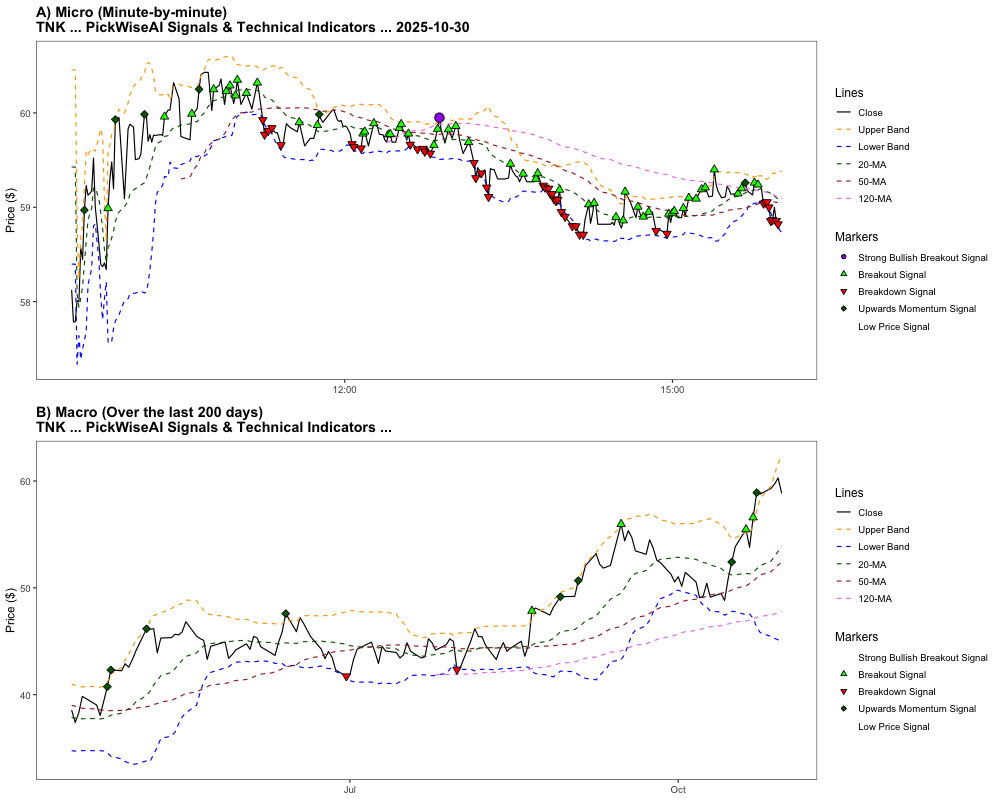 A) Micro (Minute-by-minute)
TNK ... PickWiseAI Signals & Technical Indicators ... 2025-10-30
Price ($)
60
59
58
12:00
15:00
Lines
Close
Upper Band
Lower Band
20-MA
50-MA
120-MA
Markers
Strong Bullish Breakout Signal
Breakout Signal
Breakdown Signal
Upwards Momentum Signal
Low Price Signal
B) Macro (Over the last 200 days)
TNK ... PickWiseAI Signals & Technical Indicators ...
Price ($)
60
50
40
Jul
Oct
Lines
Close
Upper Band
Lower Band
20-MA
50-MA
120-MA
Markers
Strong Bullish Breakout Signal
Breakout Signal
Breakdown Signal
Upwards Momentum Signal
Low Price Signal